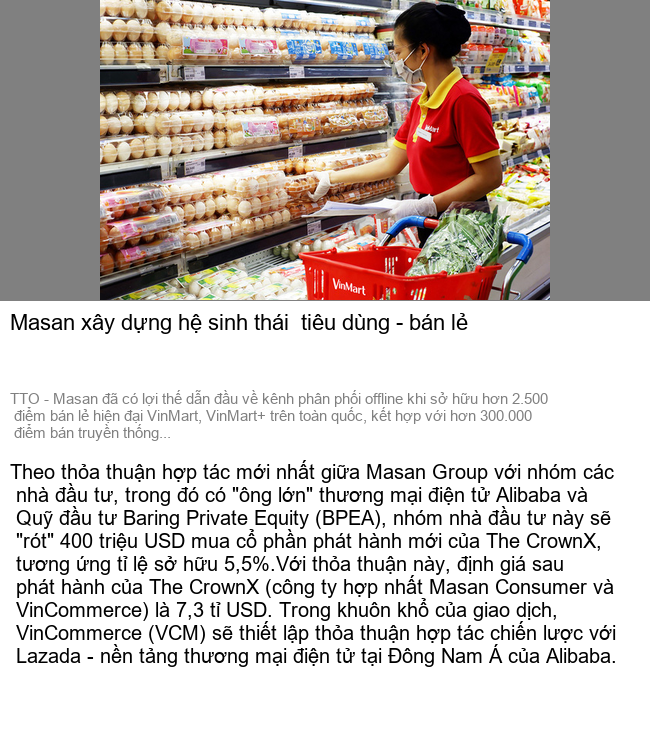 VinMart
VinMart
Masan xây dựng hệ sinh thái  tiêu dùng - bán lẻ
TTO - Masan đã có lợi thế dẫn đầu về kênh phân phối offline khi sở hữu hơn 2.500
điểm bán lẻ hiện đại VinMart, VinMart+ trên toàn quốc, kết hợp với hơn 300.000
điểm bán truyền thống...
Theo thỏa thuận hợp tác mới nhất giữa Masan Group với nhóm các
nhà đầu tư, trong đó có "ông lớn" thương mại điện tử Alibaba và
Quỹ đầu tư Baring Private Equity (BPEA), nhóm nhà đầu tư này sẽ
"rót" 400 triệu USD mua cổ phần phát hành mới của The CrownX,
tương ứng tỉ lệ sở hữu 5,5%.Với thỏa thuận này, định giá sau
phát hành của The CrownX (công ty hợp nhất Masan Consumer và
VinCommerce) là 7,3 tỉ USD. Trong khuôn khổ của giao dịch,
VinCommerce (VCM) sẽ thiết lập thỏa thuận hợp tác chiến lược với
Lazada - nền tảng thương mại điện tử tại Đông Nam Á của Alibaba.